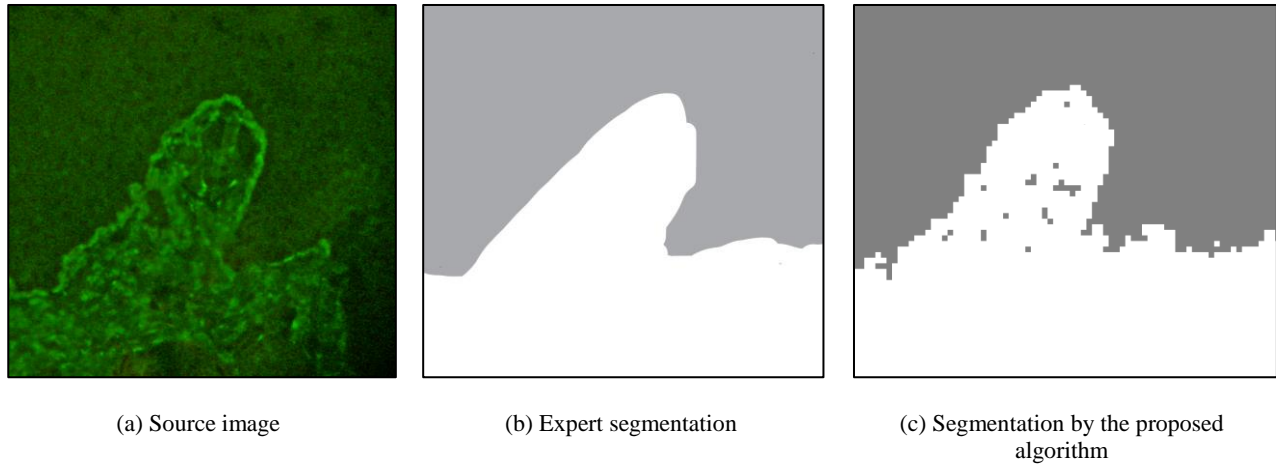 (a) Source image
(b) Expert segmentation
(c) Segmentation by the proposed
algorithm